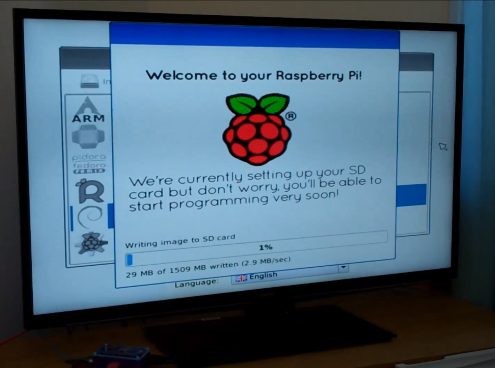 Welcome to your Raspberry Pi!
®
In
ARM
pidora
fedora
REMIX
We're currently setting up your SD
card but don't worry, you'll be able to
start programming very soon!
Writing image to SD card
1%
29 MB of 1509 MB written (2.9 MB/sec)
Language:
English